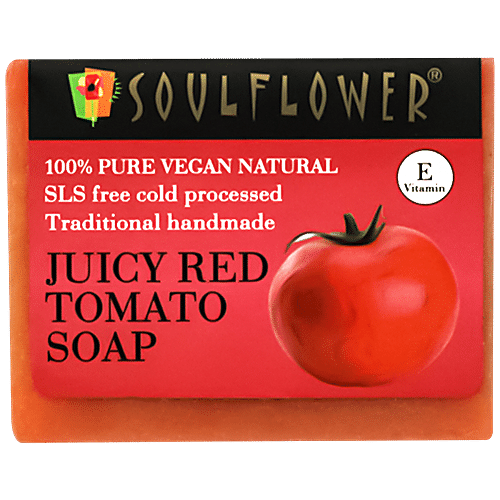 SOULFLOWER®
100% PURE VEGAN NATURAL
SLS free cold processed
Traditional handmade
E
Vitamin
JUICY RED
TOMATO
SOAP